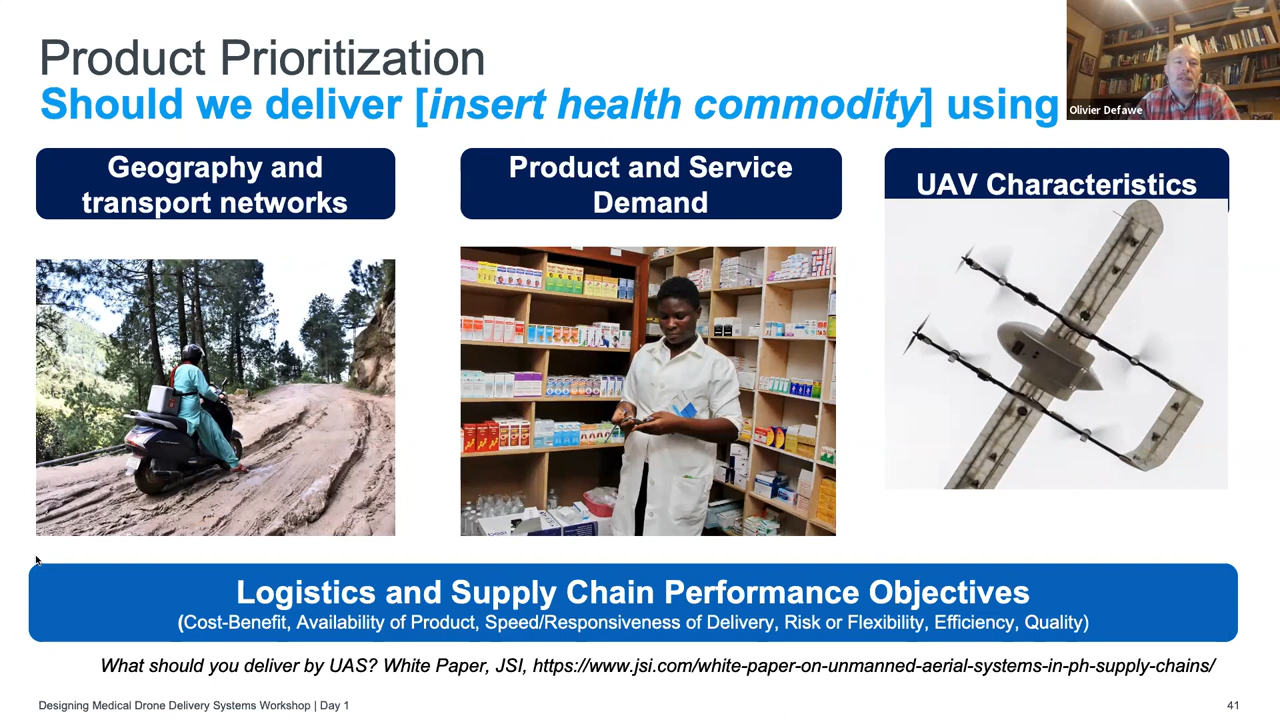 Product Prioritization
Should we deliver [insert health commodity] using
Olivier Defawe
Geography and
transport networks
Product and Service
Demand
UAV Characteristics
Logistics and Supply Chain Performance Objectives
(Cost-Benefit, Availability of Product, Speed/Responsiveness of Delivery, Risk or Flexibility, Efficiency, Quality)
What should you deliver by UAS? White Paper, JSI, https://www.jsi.com/white-paper-on-unmanned-aerial-systems-in-ph-supply-chains/
Designing Medical Drone Delivery Systems Workshop | Day 1
41